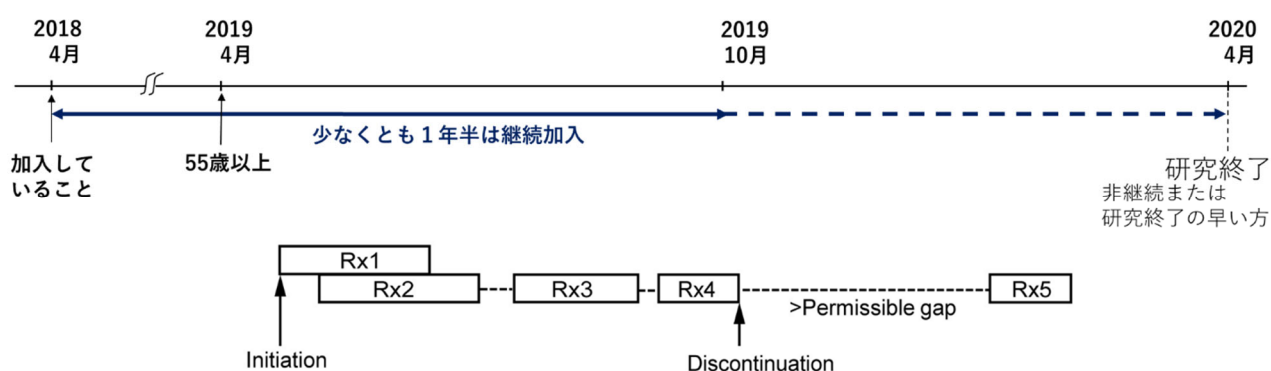 2018
4月
2019
4月
2019
10月
2020
4月
少なくとも1年半は継続加入
加入して
いること
55歳以上
研究終了
非継続または
研究終了の早い方
Rx1
Rx2
Rx3
Rx4
Rx5
>Permissible gap
Initiation
Discontinuation